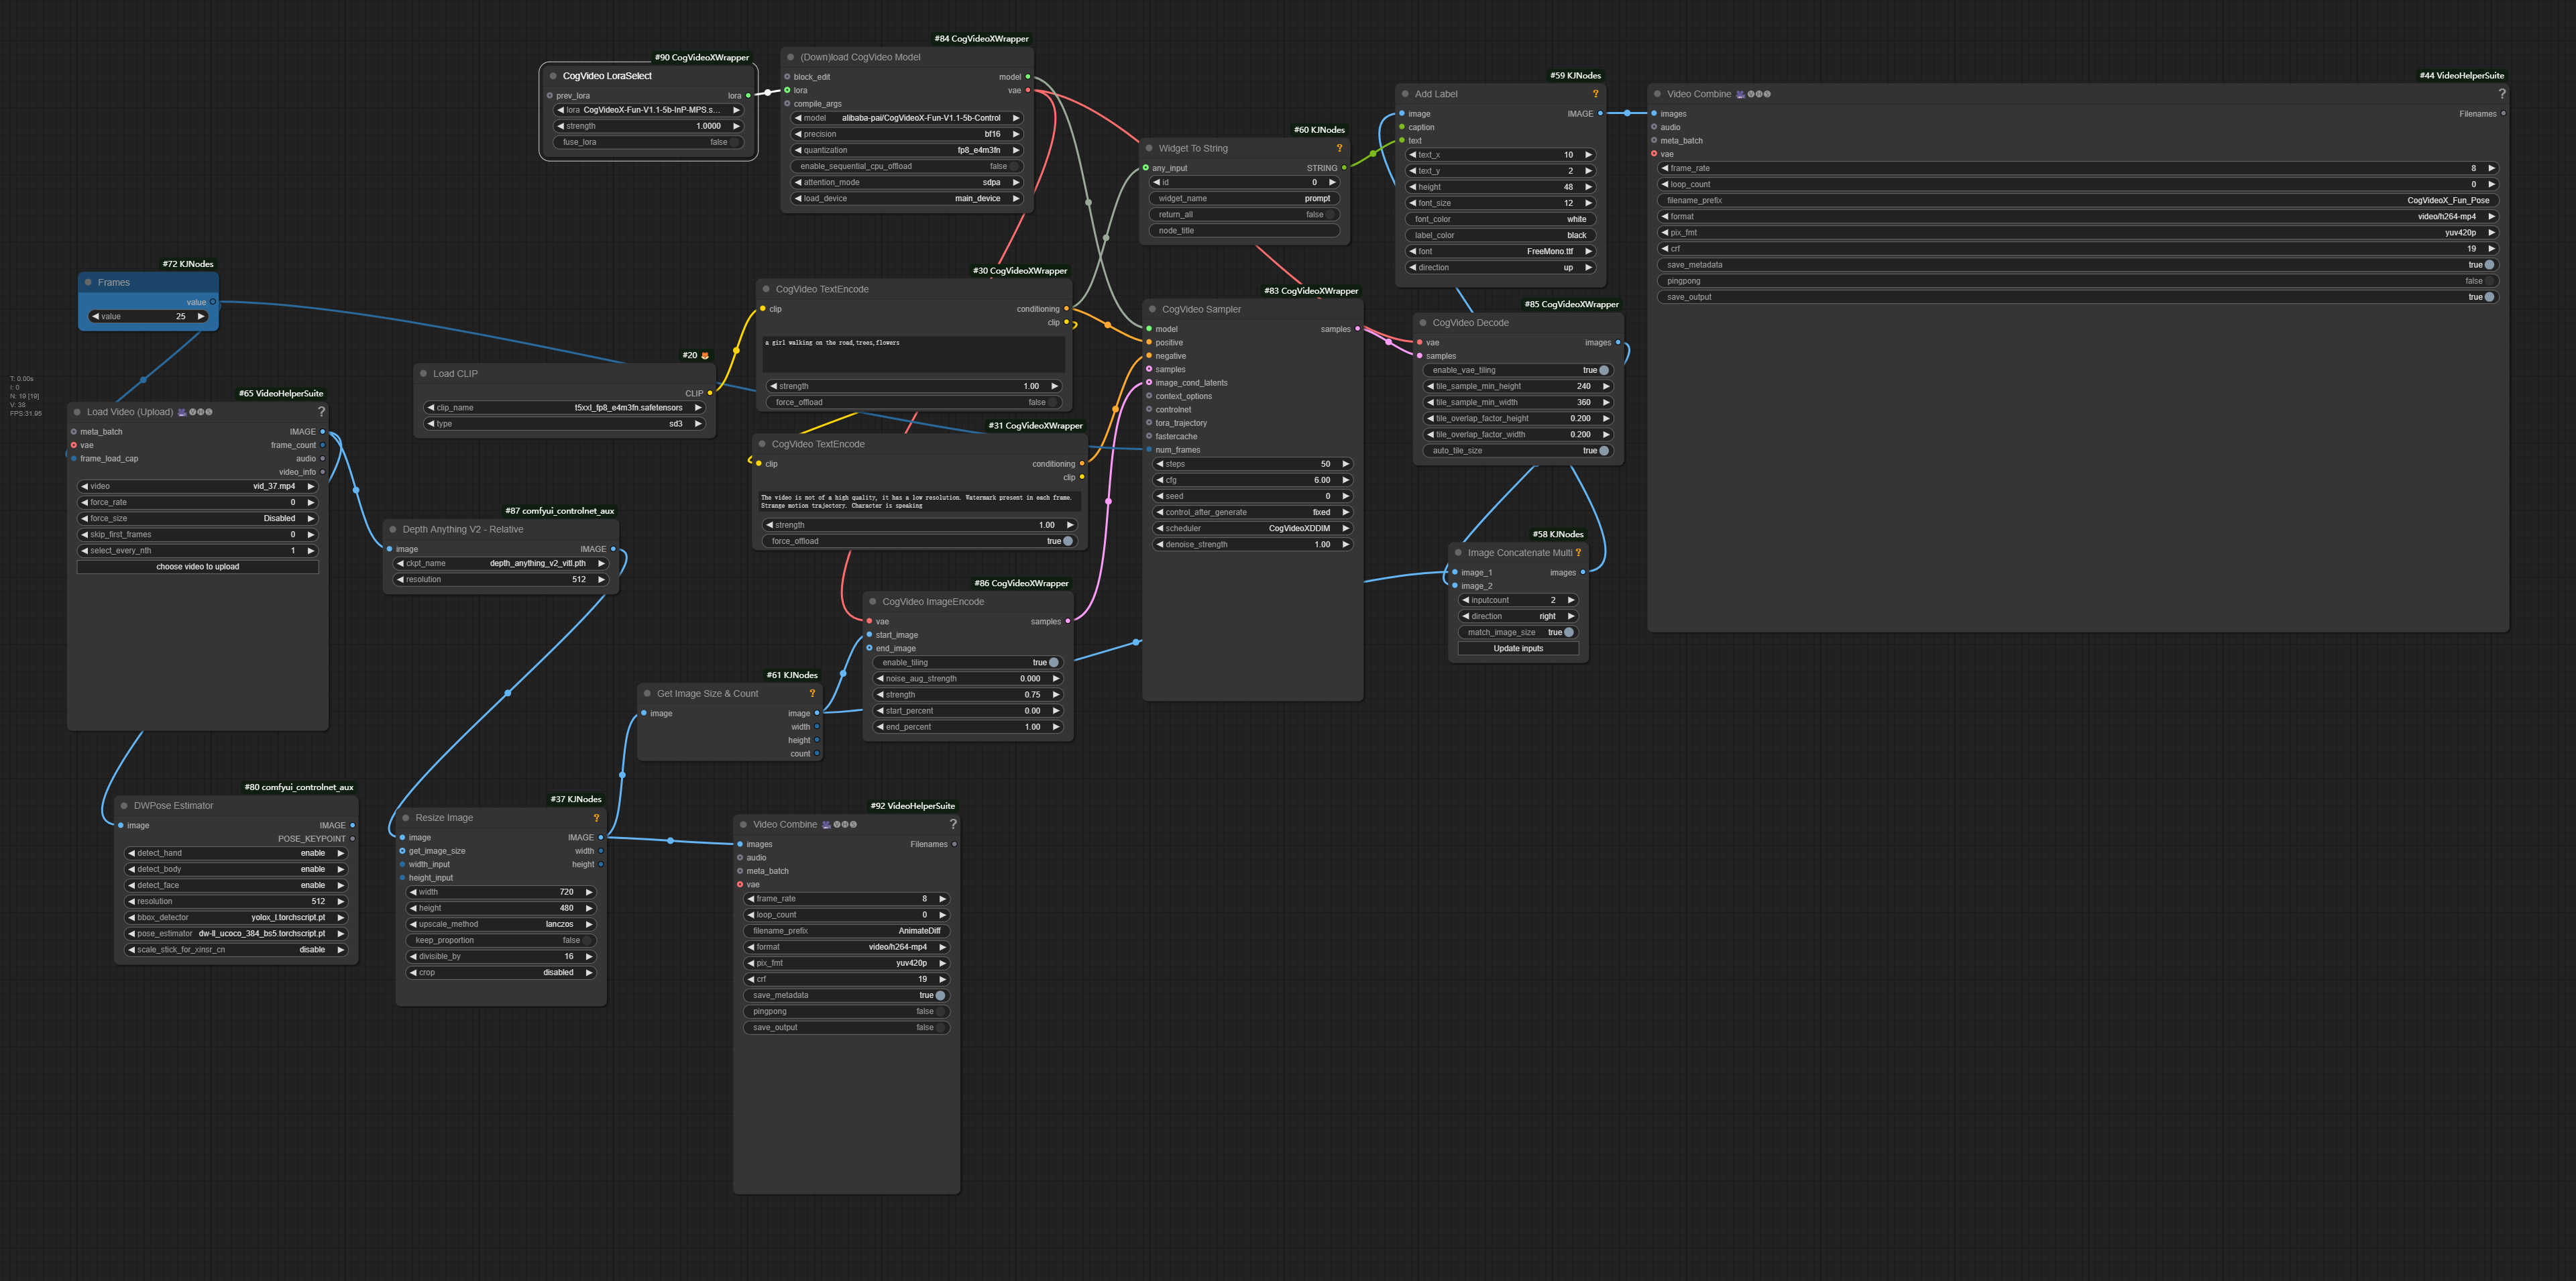 #90 CogVideoXWrapper
CogVideo LoraSelect
prev_lora lora
lora CogVideoX-Fun-V1.1-5b-InP-MPS.s...
strength 1.0000
fuse_lora false
#84 CogVideoXWrapper
(Down)load CogVideo Model
block_edit model
lora vae
compile_args
model alibaba-pai/CogVideoX-Fun-V1.1-5b-Control
precision bf16
quantization fp8_e4m3fn
enable_sequential_cpu_offload false
attention_mode sdpa
load_device main_device
#60 KJNodes
Widget To String ?
any_input STRING
id 0
widget_name prompt
return_all false
node_title
#59 KJNodes
Add Label ?
image IMAGE
caption
text
text_x 10
text_y 2
height 48
font_size 12
font_color white
label_color black
font FreeMono.ttf
direction up
#44 VideoHelperSuite
Video Combine VHS ?
images Filenames
audio
meta_batch
vae
frame_rate 8
loop_count 0
filename_prefix CogVideoX_Fun_Pose
format video/h264-mp4
pix_fmt yuv420p
crf 19
save_metadata true
pingpong false
save_output true
#72 KJNodes
Frames
value
value 25
T: 0.00s
I: 0
N: 19 [19]
V: 38
FPS:31.95
#65 VideoHelperSuite
Load Video (Upload) VHS ?
meta_batch IMAGE
vae frame_count
frame_load_cap audio
video_info
video vid_37.mp4
force_rate 0
force_size Disabled
skip_first_frames 0
select_every_nth 1
choose video to upload
#20
Load CLIP
CLIP
clip_name t5xxl_fp8_e4m3fn.safetensors
type sd3
#30 CogVideoXWrapper
CogVideo TextEncode
clip conditioning
clip
a girl walking on the road,trees,flowers
strength 1.00
force_offload false
#31 CogVideoXWrapper
CogVideo TextEncode
clip conditioning
clip
The video is not of a high quality, it has a low resolution. Watermark present in each frame.
Strange motion trajectory. Character is speaking
strength 1.00
force_offload true
#83 CogVideoXWrapper
CogVideo Sampler
model samples
positive
negative
samples
image_cond_latents
context_options
controlnet
tora_trajectory
fastercache
num_frames
steps 50
cfg 6.00
seed 0
control_after_generate fixed
scheduler CogVideoXDDIM
denoise_strength 1.00
#85 CogVideoXWrapper
CogVideo Decode
vae images
samples
enable_vae_tiling true
tile_sample_min_height 240
tile_sample_min_width 360
tile_overlap_factor_height 0.200
tile_overlap_factor_width 0.200
auto_tile_size true
#87 comfyui_controlnet_aux
Depth Anything V2 - Relative
image IMAGE
ckpt_name depth_anything_v2_vitl.pth
resolution 512
#58 KJNodes
Image Concatenate Multi ?
image_1 images
image_2
inputcount 2
direction right
match_image_size true
Update inputs
#86 CogVideoXWrapper
CogVideo ImageEncode
vae samples
start_image
end_image
enable_tiling true
noise_aug_strength 0.000
strength 0.75
start_percent 0.00
end_percent 1.00
#61 KJNodes
Get Image Size & Count ?
image image
width
height
count
#80 comfyui_controlnet_aux
DWPose Estimator
image IMAGE
POSE_KEYPOINT
detect_hand enable
detect_body enable
detect_face enable
resolution 512
bbox_detector yolox_l.torchscript.pt
pose_estimator dw-ll_ucoco_384_bs5.torchscript.pt
scale_stick_for_xinsr_cn disable
#37 KJNodes
Resize Image ?
image IMAGE
get_image_size width
width_input height
height_input
width 720
height 480
upscale_method lanczos
keep_proportion false
divisible_by 16
crop disabled
#92 VideoHelperSuite
Video Combine VHS ?
images Filenames
audio
meta_batch
vae
frame_rate 8
loop_count 0
filename_prefix AnimateDiff
format video/h264-mp4
pix_fmt yuv420p
crf 19
save_metadata true
pingpong false
save_output false